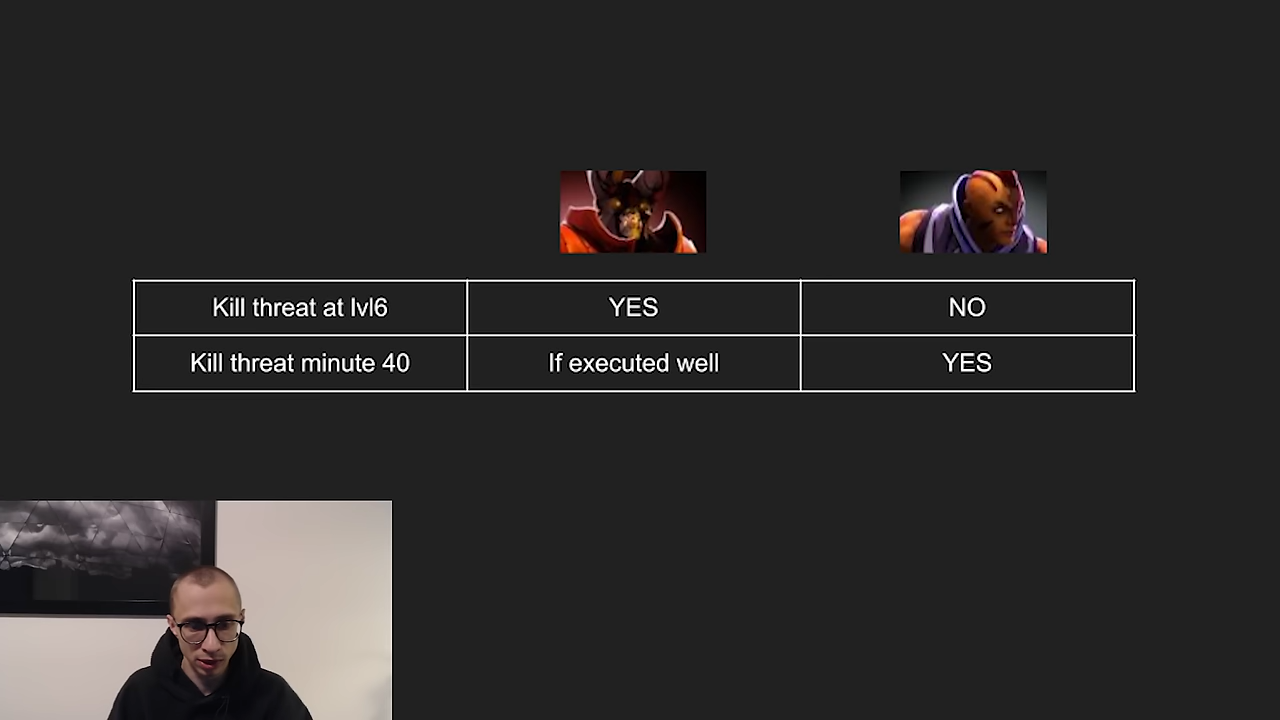 Kill threat at lvl6
YES
NO
Kill threat minute 40
If executed well
YES